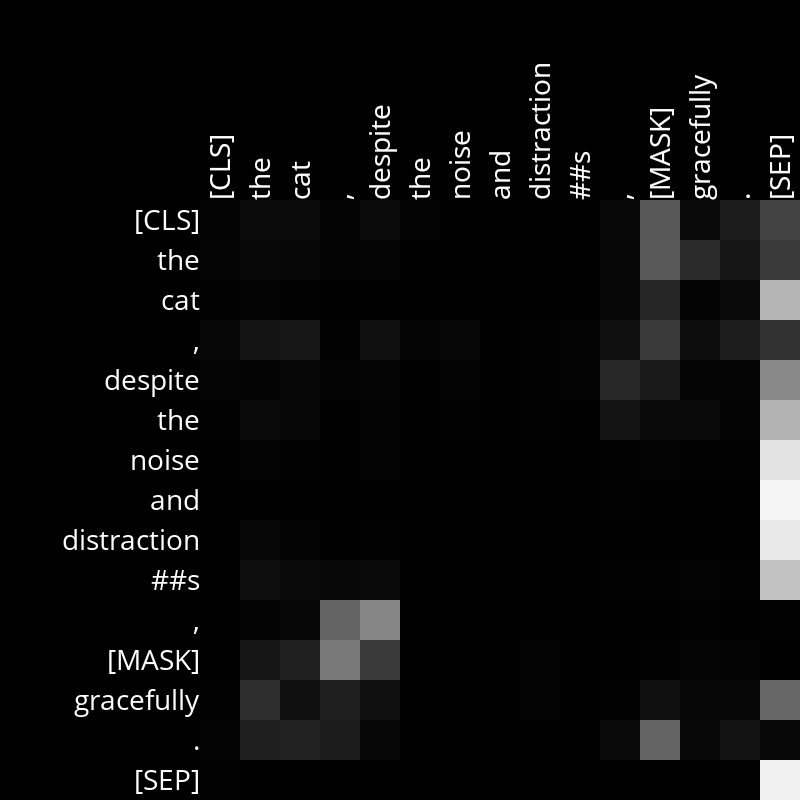 [CLS] the cat , despite the noise and distraction ##s , [MASK] gracefully . [SEP]
[CLS]
the
cat
,
despite
the
noise
and
distraction
##s
,
[MASK]
gracefully
.
[SEP]